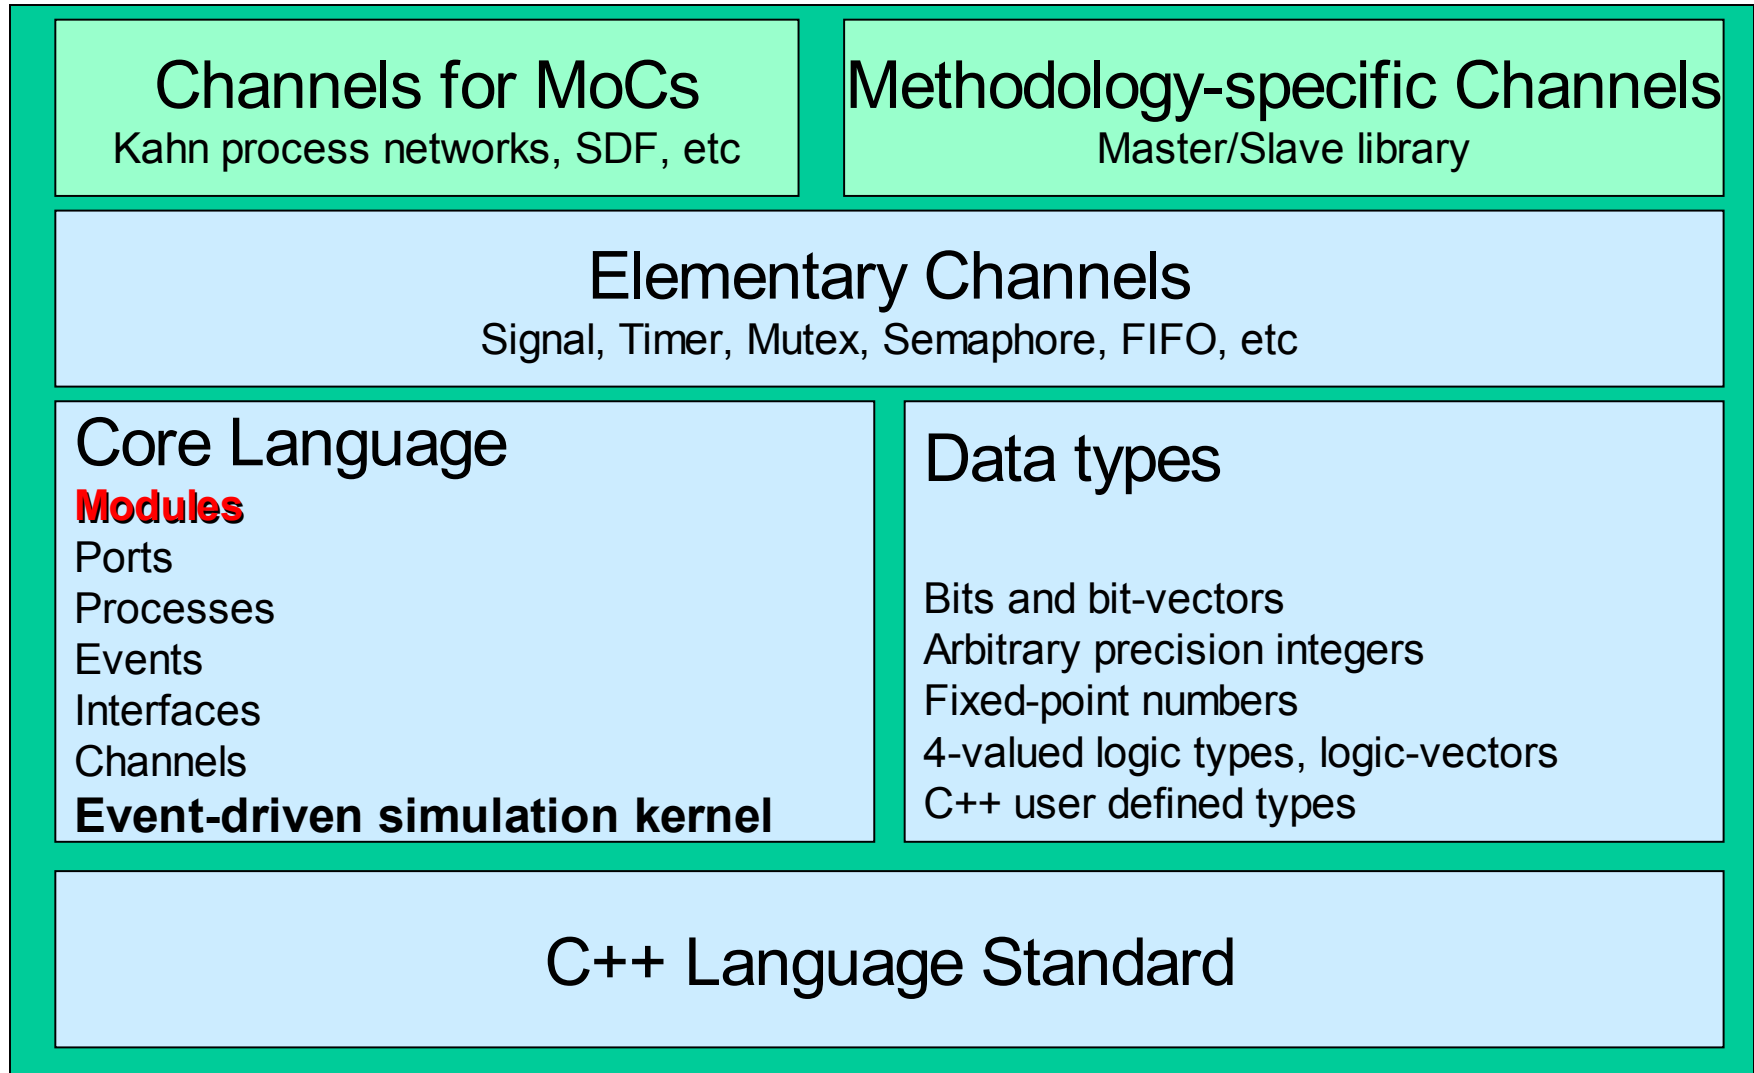 Channels for MoCs
Kahn process networks, SDF, etc
Methodology-specific Channels
Master/Slave library
Elementary Channels
Signal, Timer, Mutex, Semaphore, FIFO, etc
Core Language
Modules
Ports
Processes
Events
Interfaces
Channels
Event-driven simulation kernel
Data types
Bits and bit-vectors
Arbitrary precision integers
Fixed-point numbers
4-valued logic types, logic-vectors
C++ user defined types
C++ Language Standard